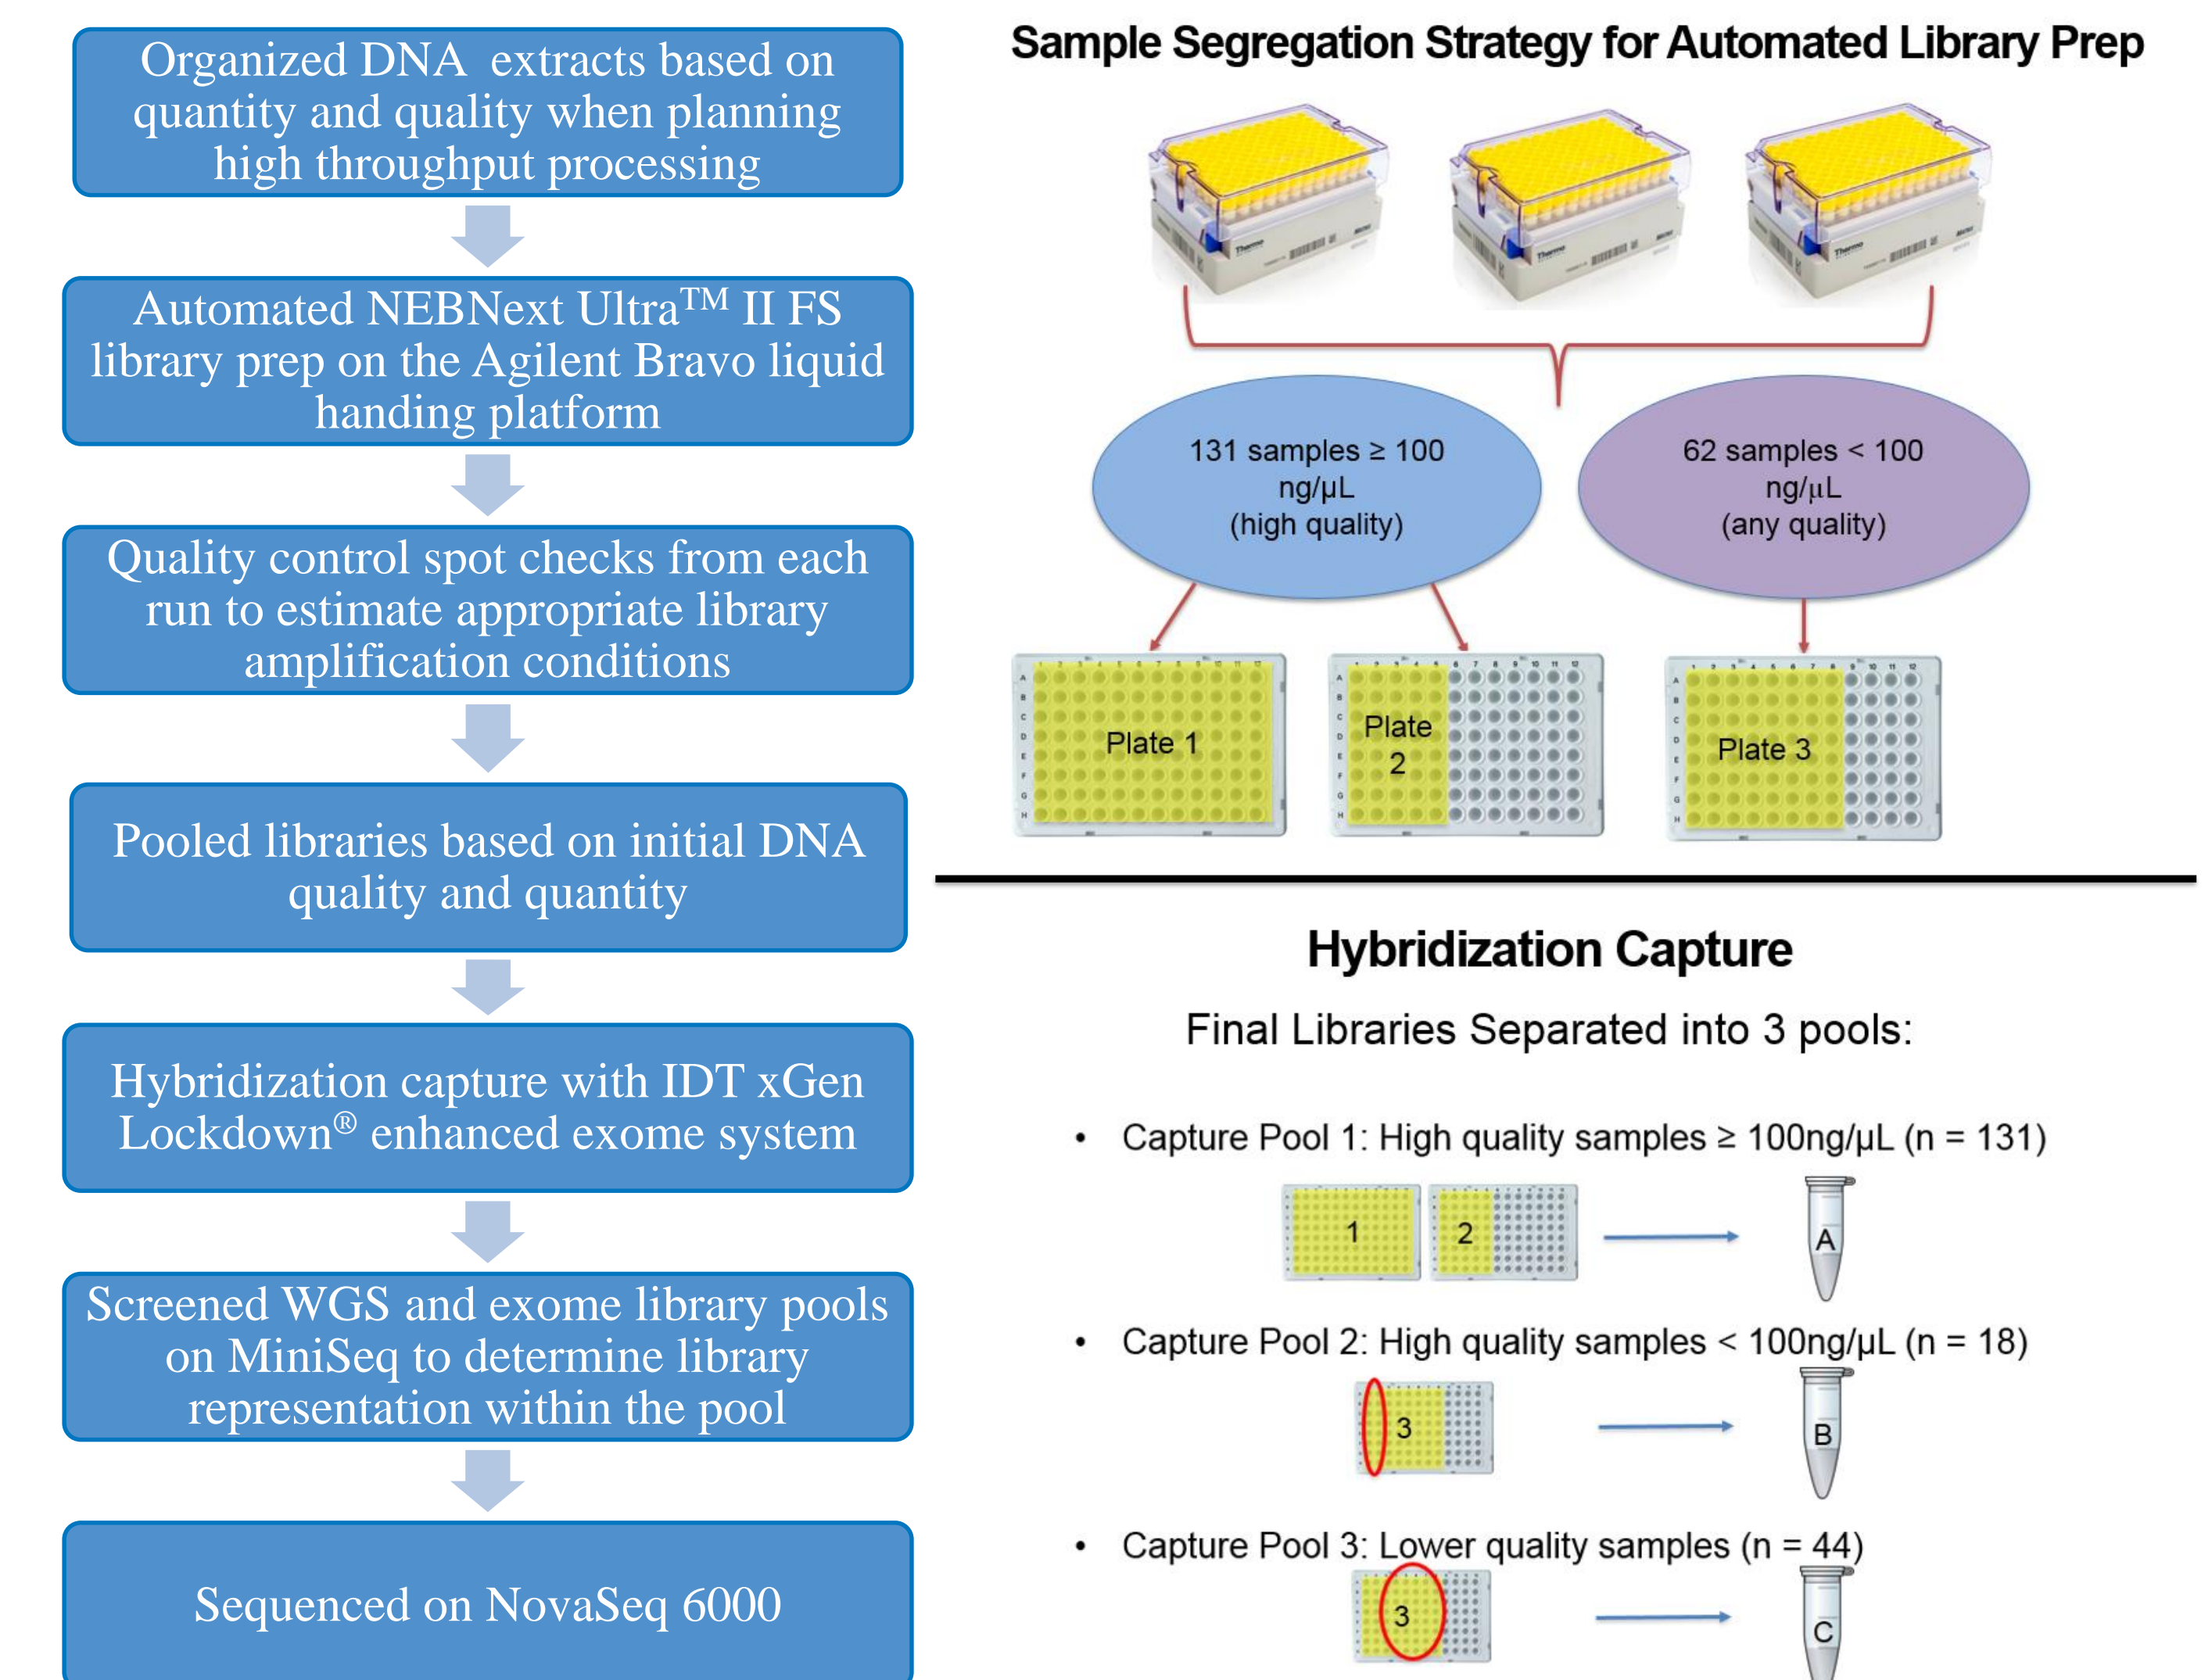 Organized DNA extracts based on
quantity and quality when planning
high throughput processing
Automated NEBNext Ultra™ II FS
library prep on the Agilent Bravo liquid
handing platform
Quality control spot checks from each
run to estimate appropriate library
amplification conditions
Pooled libraries based on initial DNA
quality and quantity
Hybridization capture with IDT xGen
Lockdown® enhanced exome system
Screened WGS and exome library pools
on MiniSeq to determine library
representation within the pool
Sequenced on NovaSeq 6000
Sample Segregation Strategy for Automated Library Prep
Thermo
Thermo
Thermo
131 samples ≥ 100
ng/µL
(high quality)
62 samples < 100
ng/µL
(any quality)
Plate 1
Plate
2
Plate 3
Hybridization Capture
Final Libraries Separated into 3 pools:
• Capture Pool 1: High quality samples ≥ 100ng/µL (n = 131)
1
2
A
• Capture Pool 2: High quality samples < 100ng/µL (n = 18)
3
B
• Capture Pool 3: Lower quality samples (n = 44)
3
C